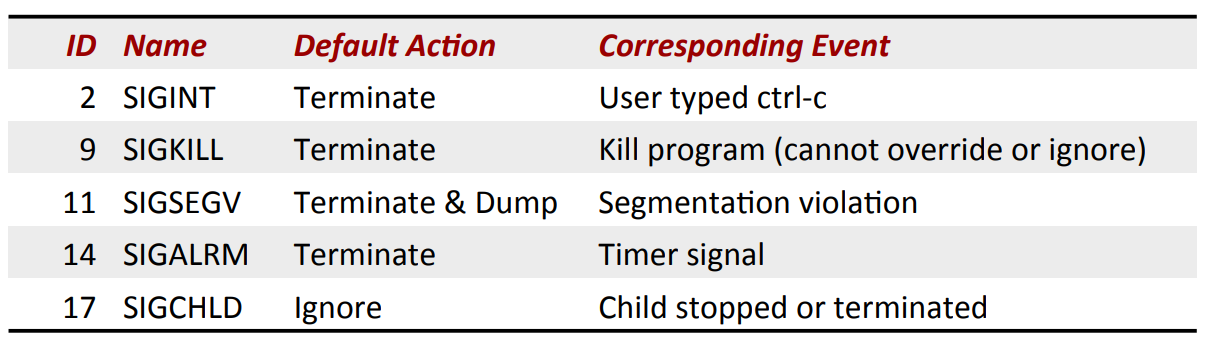 ID Name Default Action Corresponding Event
2 SIGINT Terminate User typed ctrl-c
9 SIGKILL Terminate Kill program (cannot override or ignore)
11 SIGSEGV Terminate & Dump Segmentation violation
14 SIGALRM Terminate Timer signal
17 SIGCHLD Ignore Child stopped or terminated